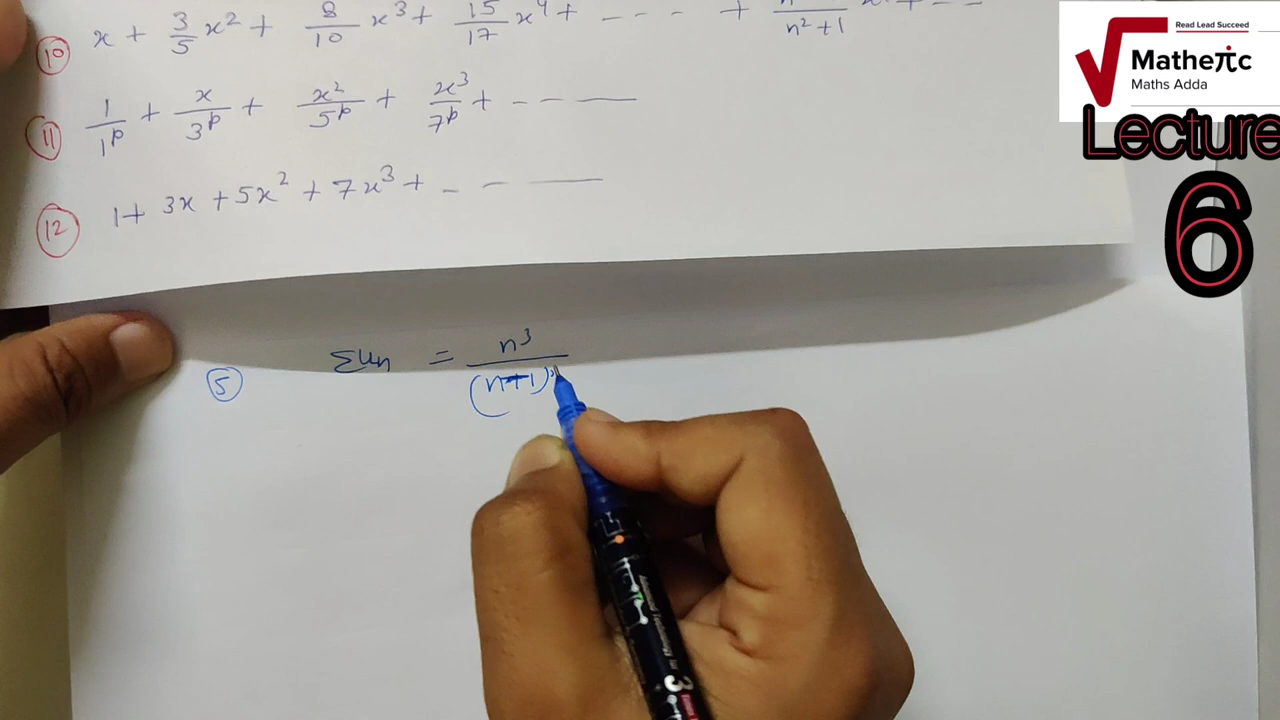 Read Lead Succeed
Matheπc
Maths Adda
Lecture
6
10 x + 3/5 x² + 8/10 x³ + 15/17 x⁴ + - - - - + n² + 1
11 1/1ᵖ + x/3ᵖ + x²/5ᵖ + x³/7ᵖ + - - —
12 1 + 3x + 5x² + 7x³ + - - —
5 Σuₙ = n³/(n+1)